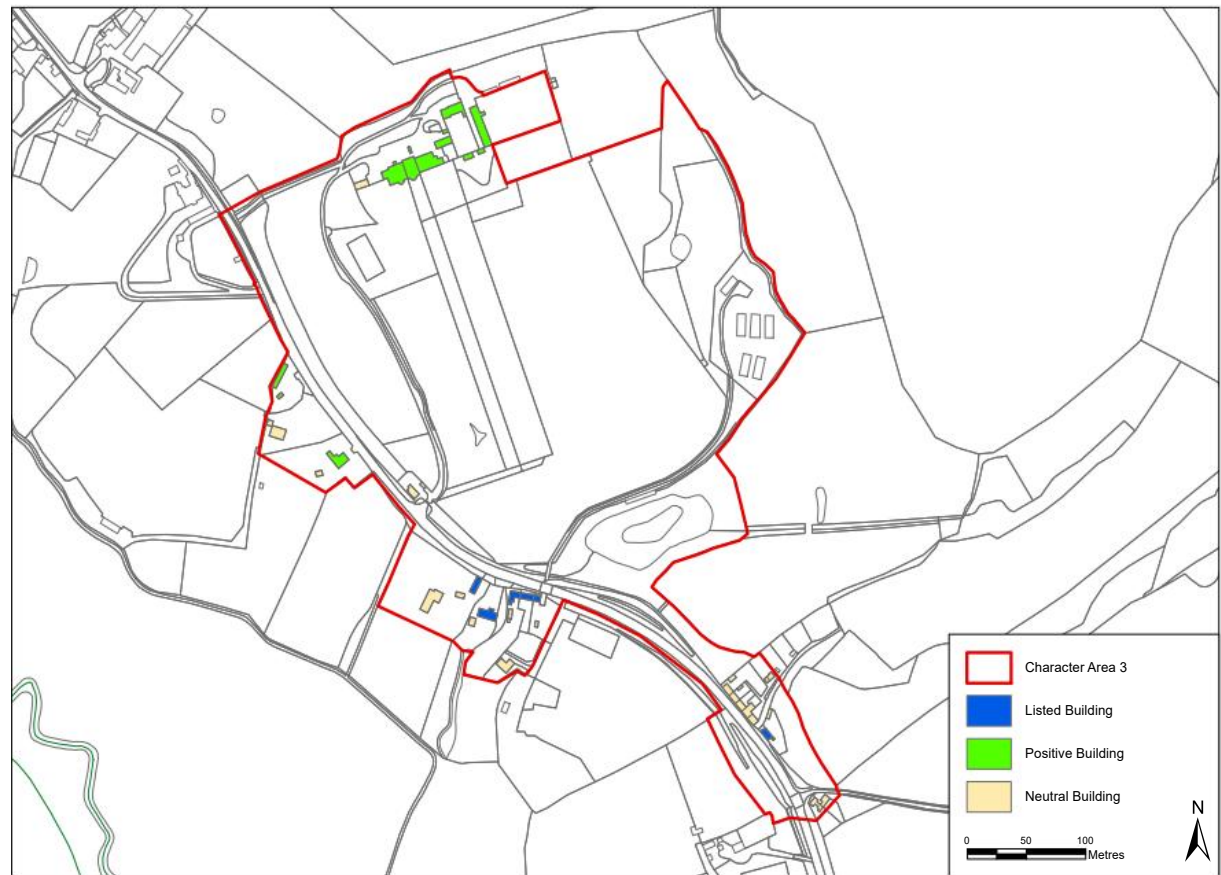 Character Area 3
Listed Building
Positive Building
Neutral Building
N
0 50 100
Metres